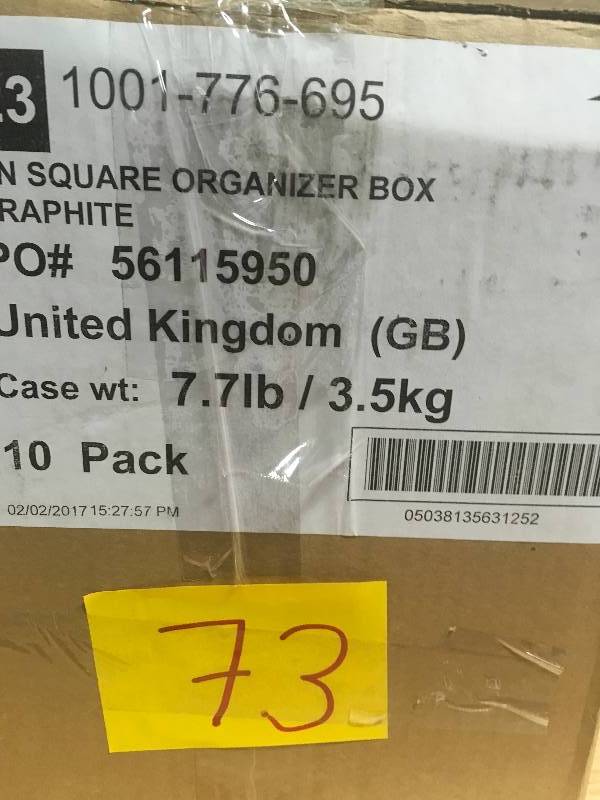 .3 1001-776-695
N SQUARE ORGANIZER BOX
RAPHITE
PO# 56115950
United Kingdom (GB)
Case wt: 7.7lb / 3.5kg
10 Pack
02/02/2017 15:27:57 PM
05038135631252
73